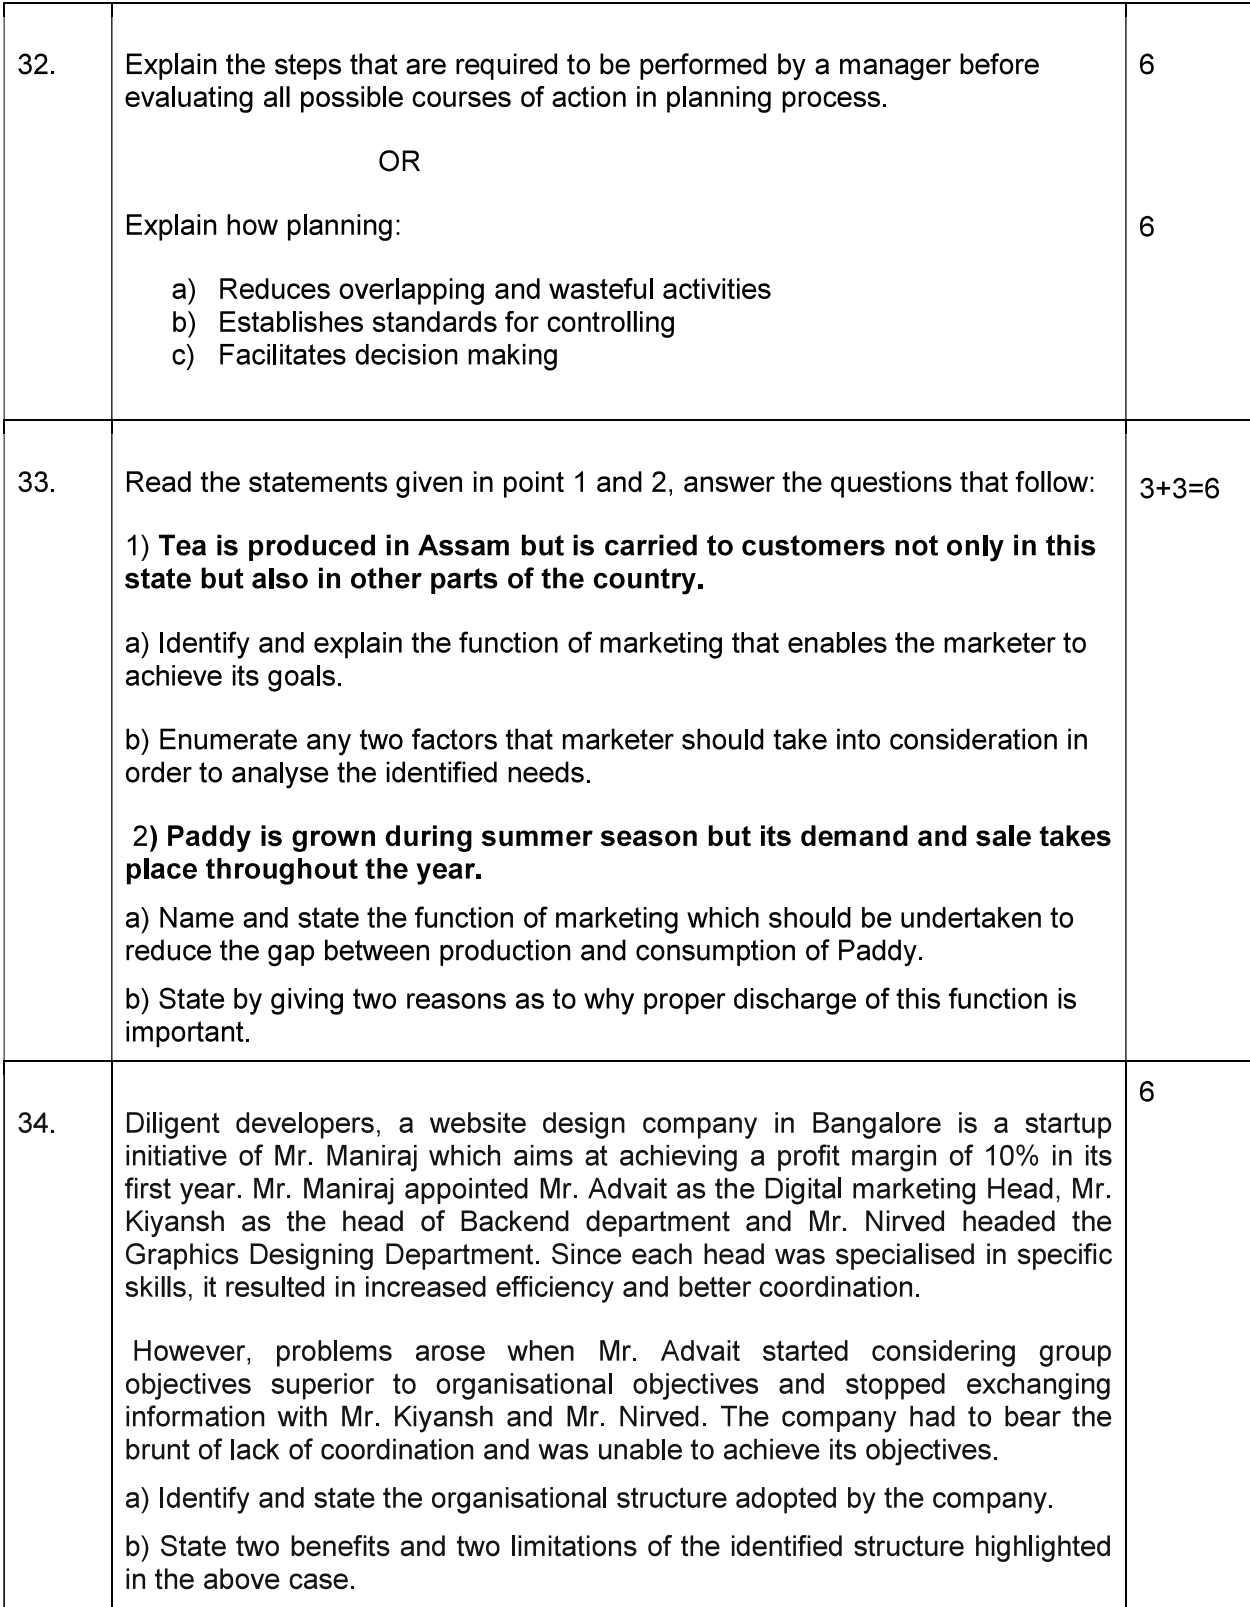 32.
Explain the steps that are required to be performed by a manager before
evaluating all possible courses of action in planning process.
6
OR
Explain how planning:
6
a) Reduces overlapping and wasteful activities
b) Establishes standards for controlling
c) Facilitates decision making
33.
Read the statements given in point 1 and 2, answer the questions that follow:
3+3=6
1) Tea is produced in Assam but is carried to customers not only in this
state but also in other parts of the country.
a) Identify and explain the function of marketing that enables the marketer to
achieve its goals.
b) Enumerate any two factors that marketer should take into consideration in
order to analyse the identified needs.
2) Paddy is grown during summer season but its demand and sale takes
place throughout the year.
a) Name and state the function of marketing which should be undertaken to
reduce the gap between production and consumption of Paddy.
b) State by giving two reasons as to why proper discharge of this function is
important.
6
34.
Diligent developers, a website design company in Bangalore is a startup
initiative of Mr. Maniraj which aims at achieving a profit margin of 10% in its
first year. Mr. Maniraj appointed Mr. Advait as the Digital marketing Head, Mr.
Kiyansh as the head of Backend department and Mr. Nirved headed the
Graphics Designing Department. Since each head was specialised in specific
skills, it resulted in increased efficiency and better coordination.
However, problems arose when Mr. Advait started considering group
objectives superior to organisational objectives and stopped exchanging
information with Mr. Kiyansh and Mr. Nirved. The company had to bear the
brunt of lack of coordination and was unable to achieve its objectives.
a) Identify and state the organisational structure adopted by the company.
b) State two benefits and two limitations of the identified structure highlighted
in the above case.